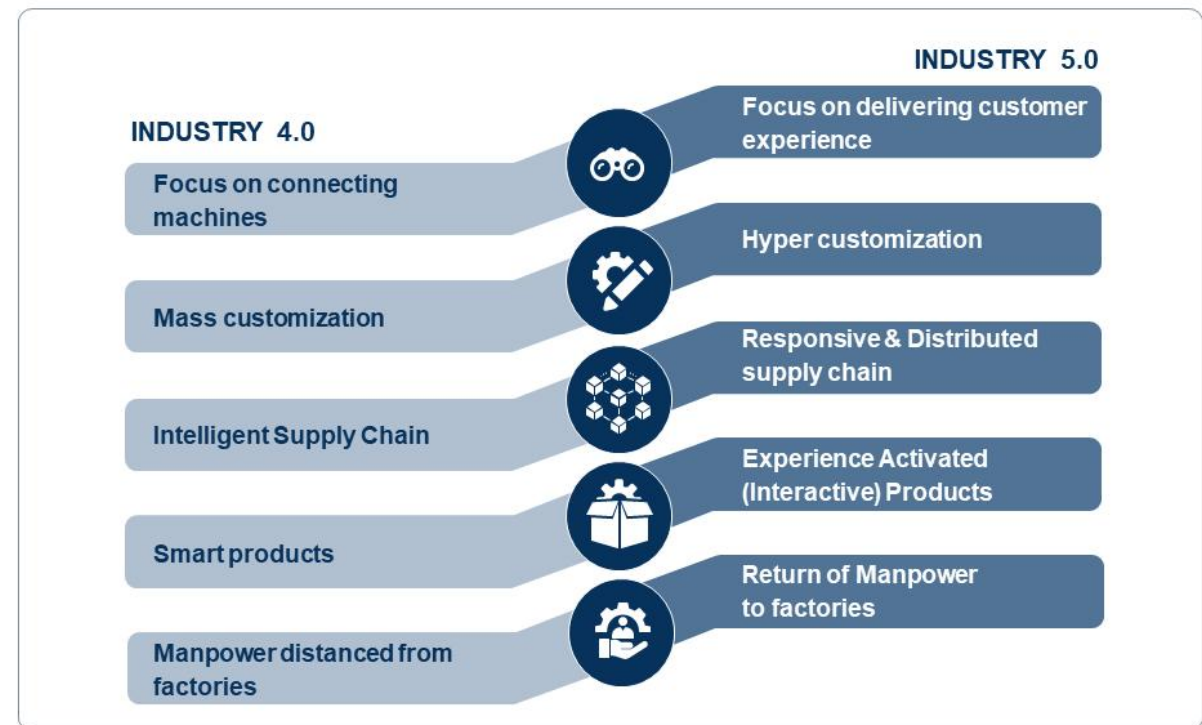 INDUSTRY 4.0
Focus on connecting
machines
Mass customization
Intelligent Supply Chain
Smart products
Manpower distanced from
factories
INDUSTRY 5.0
Focus on delivering customer
experience
Hyper customization
Responsive & Distributed
supply chain
Experience Activated
(Interactive) Products
Return of Manpower
to factories